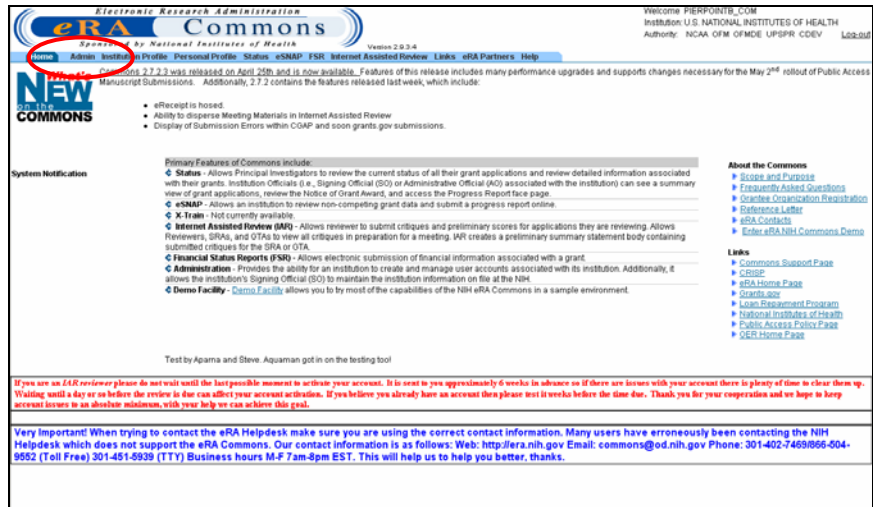 Electronic Research Administration
eRA Commons
Sponsored by National Institutes of Health
Version 2.9.3.4
Welcome PIERPOINTB_COM
Institution: U.S. NATIONAL INSTITUTES OF HEALTH
Authority: NCAA OFM OFMDE UPSPR CDEV Log-out
Home Admin Institution Profile Personal Profile Status eSNAP FSR Internet Assisted Review Links eRA Partners Help
What's NEW on the COMMONS
Commons 2.7.2.3 was released on April 25th and is now available. Features of this release includes many performance upgrades and supports changes necessary for the May 2nd rollout of Public Access
Manuscript Submissions. Additionally, 2.7.2 contains the features released last week, which include:
• eReceipt is hosed.
• Ability to disperse Meeting Materials in Internet Assisted Review
• Display of Submission Errors within CGAP and soon grants.gov submissions.
System Notification
Primary Features of Commons include:
Status - Allows Principal Investigators to review the current status of all their grant applications and review detailed information associated
with their grants. Institution Officials (i.e., Signing Official (SO) or Administrative Official (AO) associated with the institution) can see a summary
view of grant applications, review the Notice of Grant Award, and access the Progress Report face page.
eSNAP - Allows an institution to review non-competing grant data and submit a progress report online.
X-Train - Not currently available.
Internet Assisted Review (IAR) - Allows reviewers to submit critiques and preliminary scores for applications they are reviewing. Allows
Reviewers, SRAs, and GTAs to view all critiques in preparation for a meeting. IAR creates a preliminary summary statement body containing
submitted critiques for the SRA or GTA.
Financial Status Reports (FSR) - Allows electronic submission of financial information associated with a grant.
Administration - Provides the ability for an institution to create and manage user accounts associated with its institution. Additionally, it
allows the institution's Signing Official (SO) to maintain the institution information on file at the NIH.
Demo Facility - Demo Facility allows you to try most of the capabilities of the NIH eRA Commons in a sample environment.
Test by Aparna and Steve. Aquaman got in on the testing too!
About the Commons
Scope and Purpose
Frequently Asked Questions
Grantee Organization Registration
Reference Letter
eRA Contacts
Enter eRA NIH Commons Demo
Links
Commons Support Page
CRISP
eRA Home Page
Grants.gov
Loan Repayment Program
National Institutes of Health
Public Access Policy Page
OER Home Page
If you are an IAR reviewer please do not wait until the last possible moment to activate your account. It is sent to you approximately 6 weeks in advance so if there are issues with your account there is plenty of time to clear them up.
Waiting until a day or so before the review is due can affect your account activation. If you believe you already have an account then please test it weeks before the time due. Thank you for your cooperation and we hope to keep
account issues to an absolute minimum, with your help we can achieve this goal.
Very Important! When trying to contact the eRA Helpdesk make sure you are using the correct contact information. Many users have erroneously been contacting the NIH
Helpdesk which does not support the eRA Commons. Our contact information is as follows: Web: http://era.nih.gov Email: commons@od.nih.gov Phone: 301-402-7469/866-504-
9552 (Toll Free) 301-451-5939 (TTY) Business hours M-F 7am-8pm EST. This will help us to help you better, thanks.